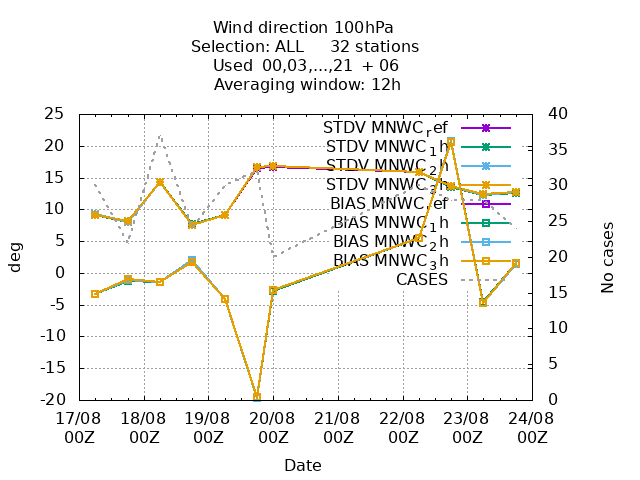 Wind direction 100hPa
Selection: ALL 32 stations
Used 00,03,...,21 + 06
Averaging window: 12h
25
20
15
10
5
0
-5
-10
-15
-20
deg
40
35
30
25
20
15
10
5
0
No cases
STDV MNWC_ref
STDV MNWC_1h
STDV MNWC_2h
STDV MNWC_3h
BIAS MNWC_ref
BIAS MNWC_1h
BIAS MNWC_2h
BIAS MNWC_3h
CASES
17/08 18/08 19/08 20/08 21/08 22/08 23/08 24/08
00Z 00Z 00Z 00Z 00Z 00Z 00Z 00Z
Date